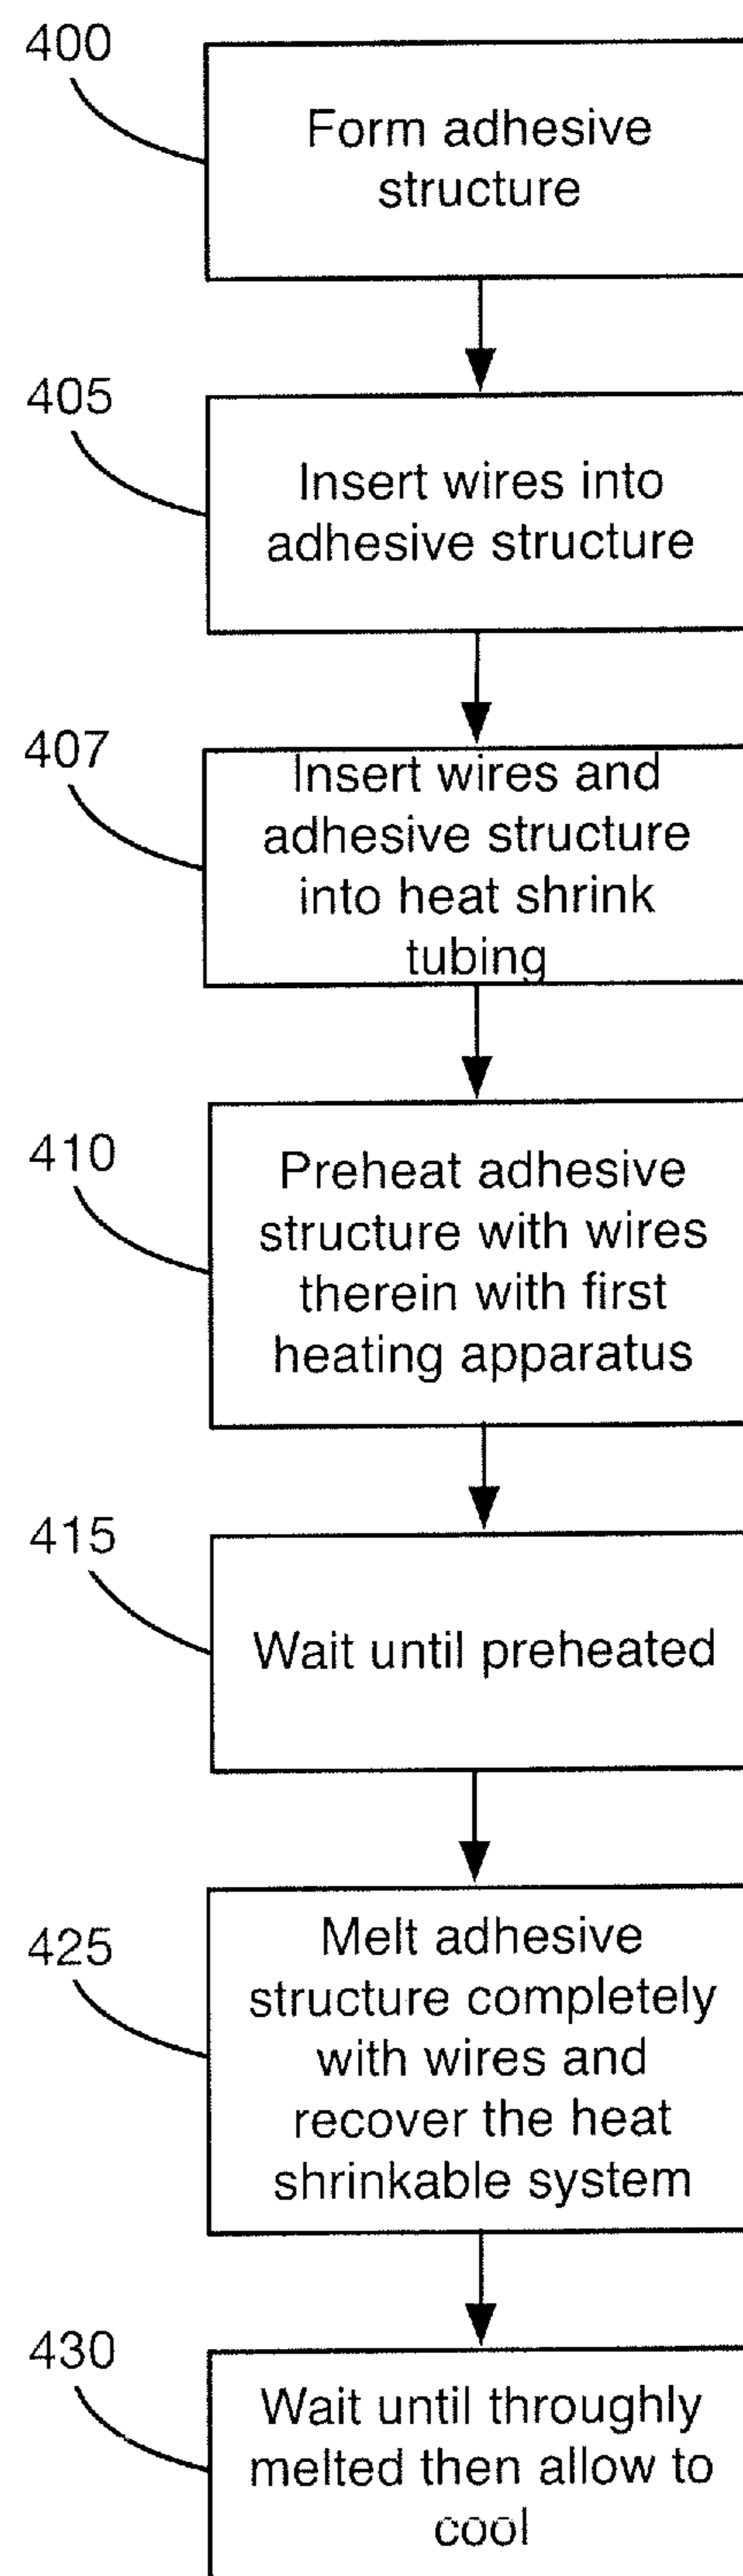 400
Form adhesive
structure
405
Insert wires into
adhesive structure
407
Insert wires and
adhesive structure
into heat shrink
tubing
410
Preheat adhesive
structure with wires
therein with first
heating apparatus
415
Wait until preheated
425
Melt adhesive
structure completely
with wires and
recover the heat
shrinkable system
430
Wait until throughly
melted then allow to
cool